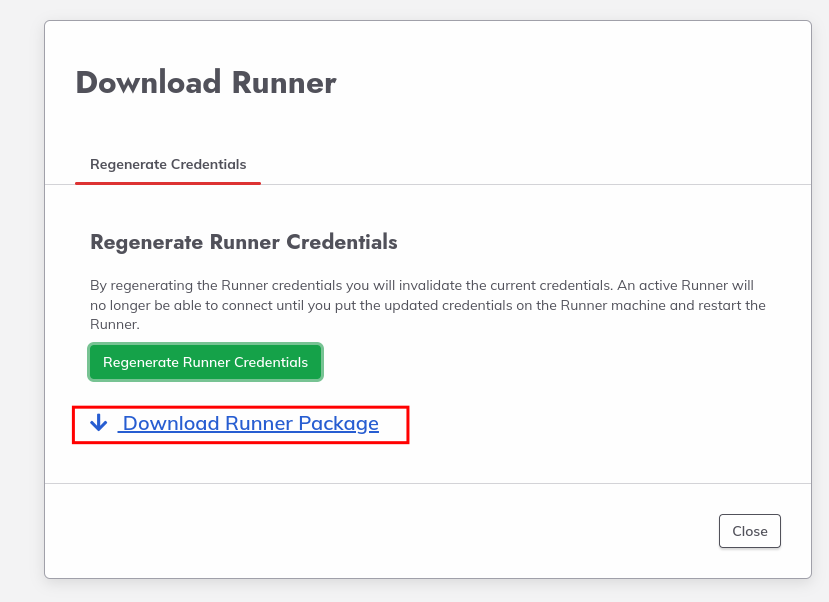 Download Runner
Regenerate Credentials
Regenerate Runner Credentials
By regenerating the Runner credentials you will invalidate the current credentials. An active Runner will
no longer be able to connect until you put the updated credentials on the Runner machine and restart the
Runner.
Regenerate Runner Credentials
Download Runner Package
Close